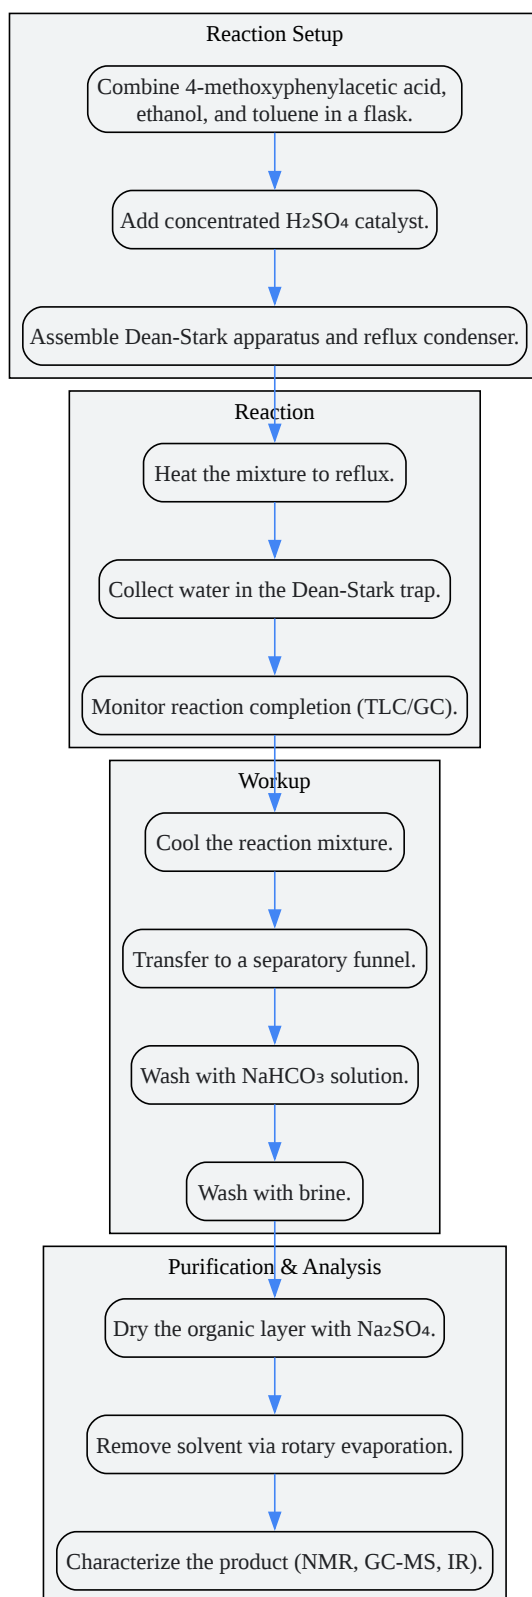 Reaction Setup
Combine 4-methoxyphenylacetic acid,
ethanol, and toluene in a flask.
Add concentrated H₂SO₄ catalyst.
Assemble Dean-Stark apparatus and reflux condenser.
Reaction
Heat the mixture to reflux.
Collect water in the Dean-Stark trap.
Monitor reaction completion (TLC/GC).
Workup
Cool the reaction mixture.
Transfer to a separatory funnel.
Wash with NaHCO₃ solution.
Wash with brine.
Purification & Analysis
Dry the organic layer with Na₂SO₄.
Remove solvent via rotary evaporation.
Characterize the product (NMR, GC-MS, IR).